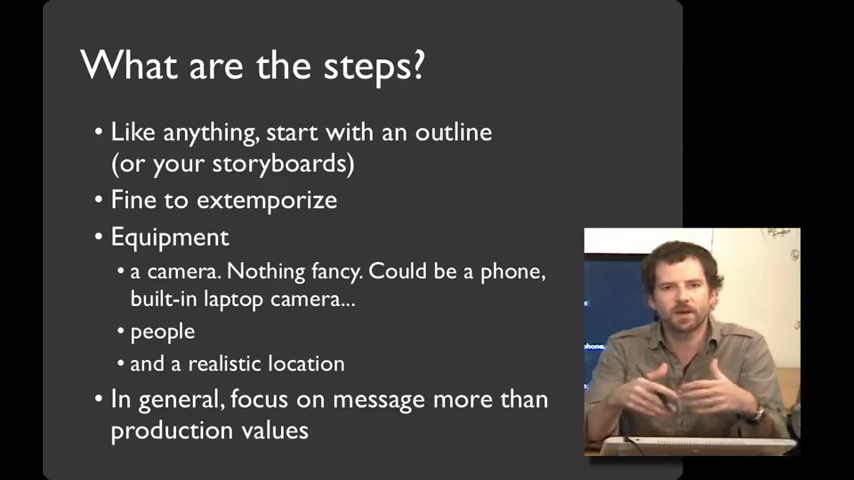 What are the steps?
• Like anything, start with an outline
(or your storyboards)
• Fine to extemporize
• Equipment
• a camera. Nothing fancy. Could be a phone,
built-in laptop camera...
• people
• and a realistic location
• In general, focus on message more than
production values
phone,